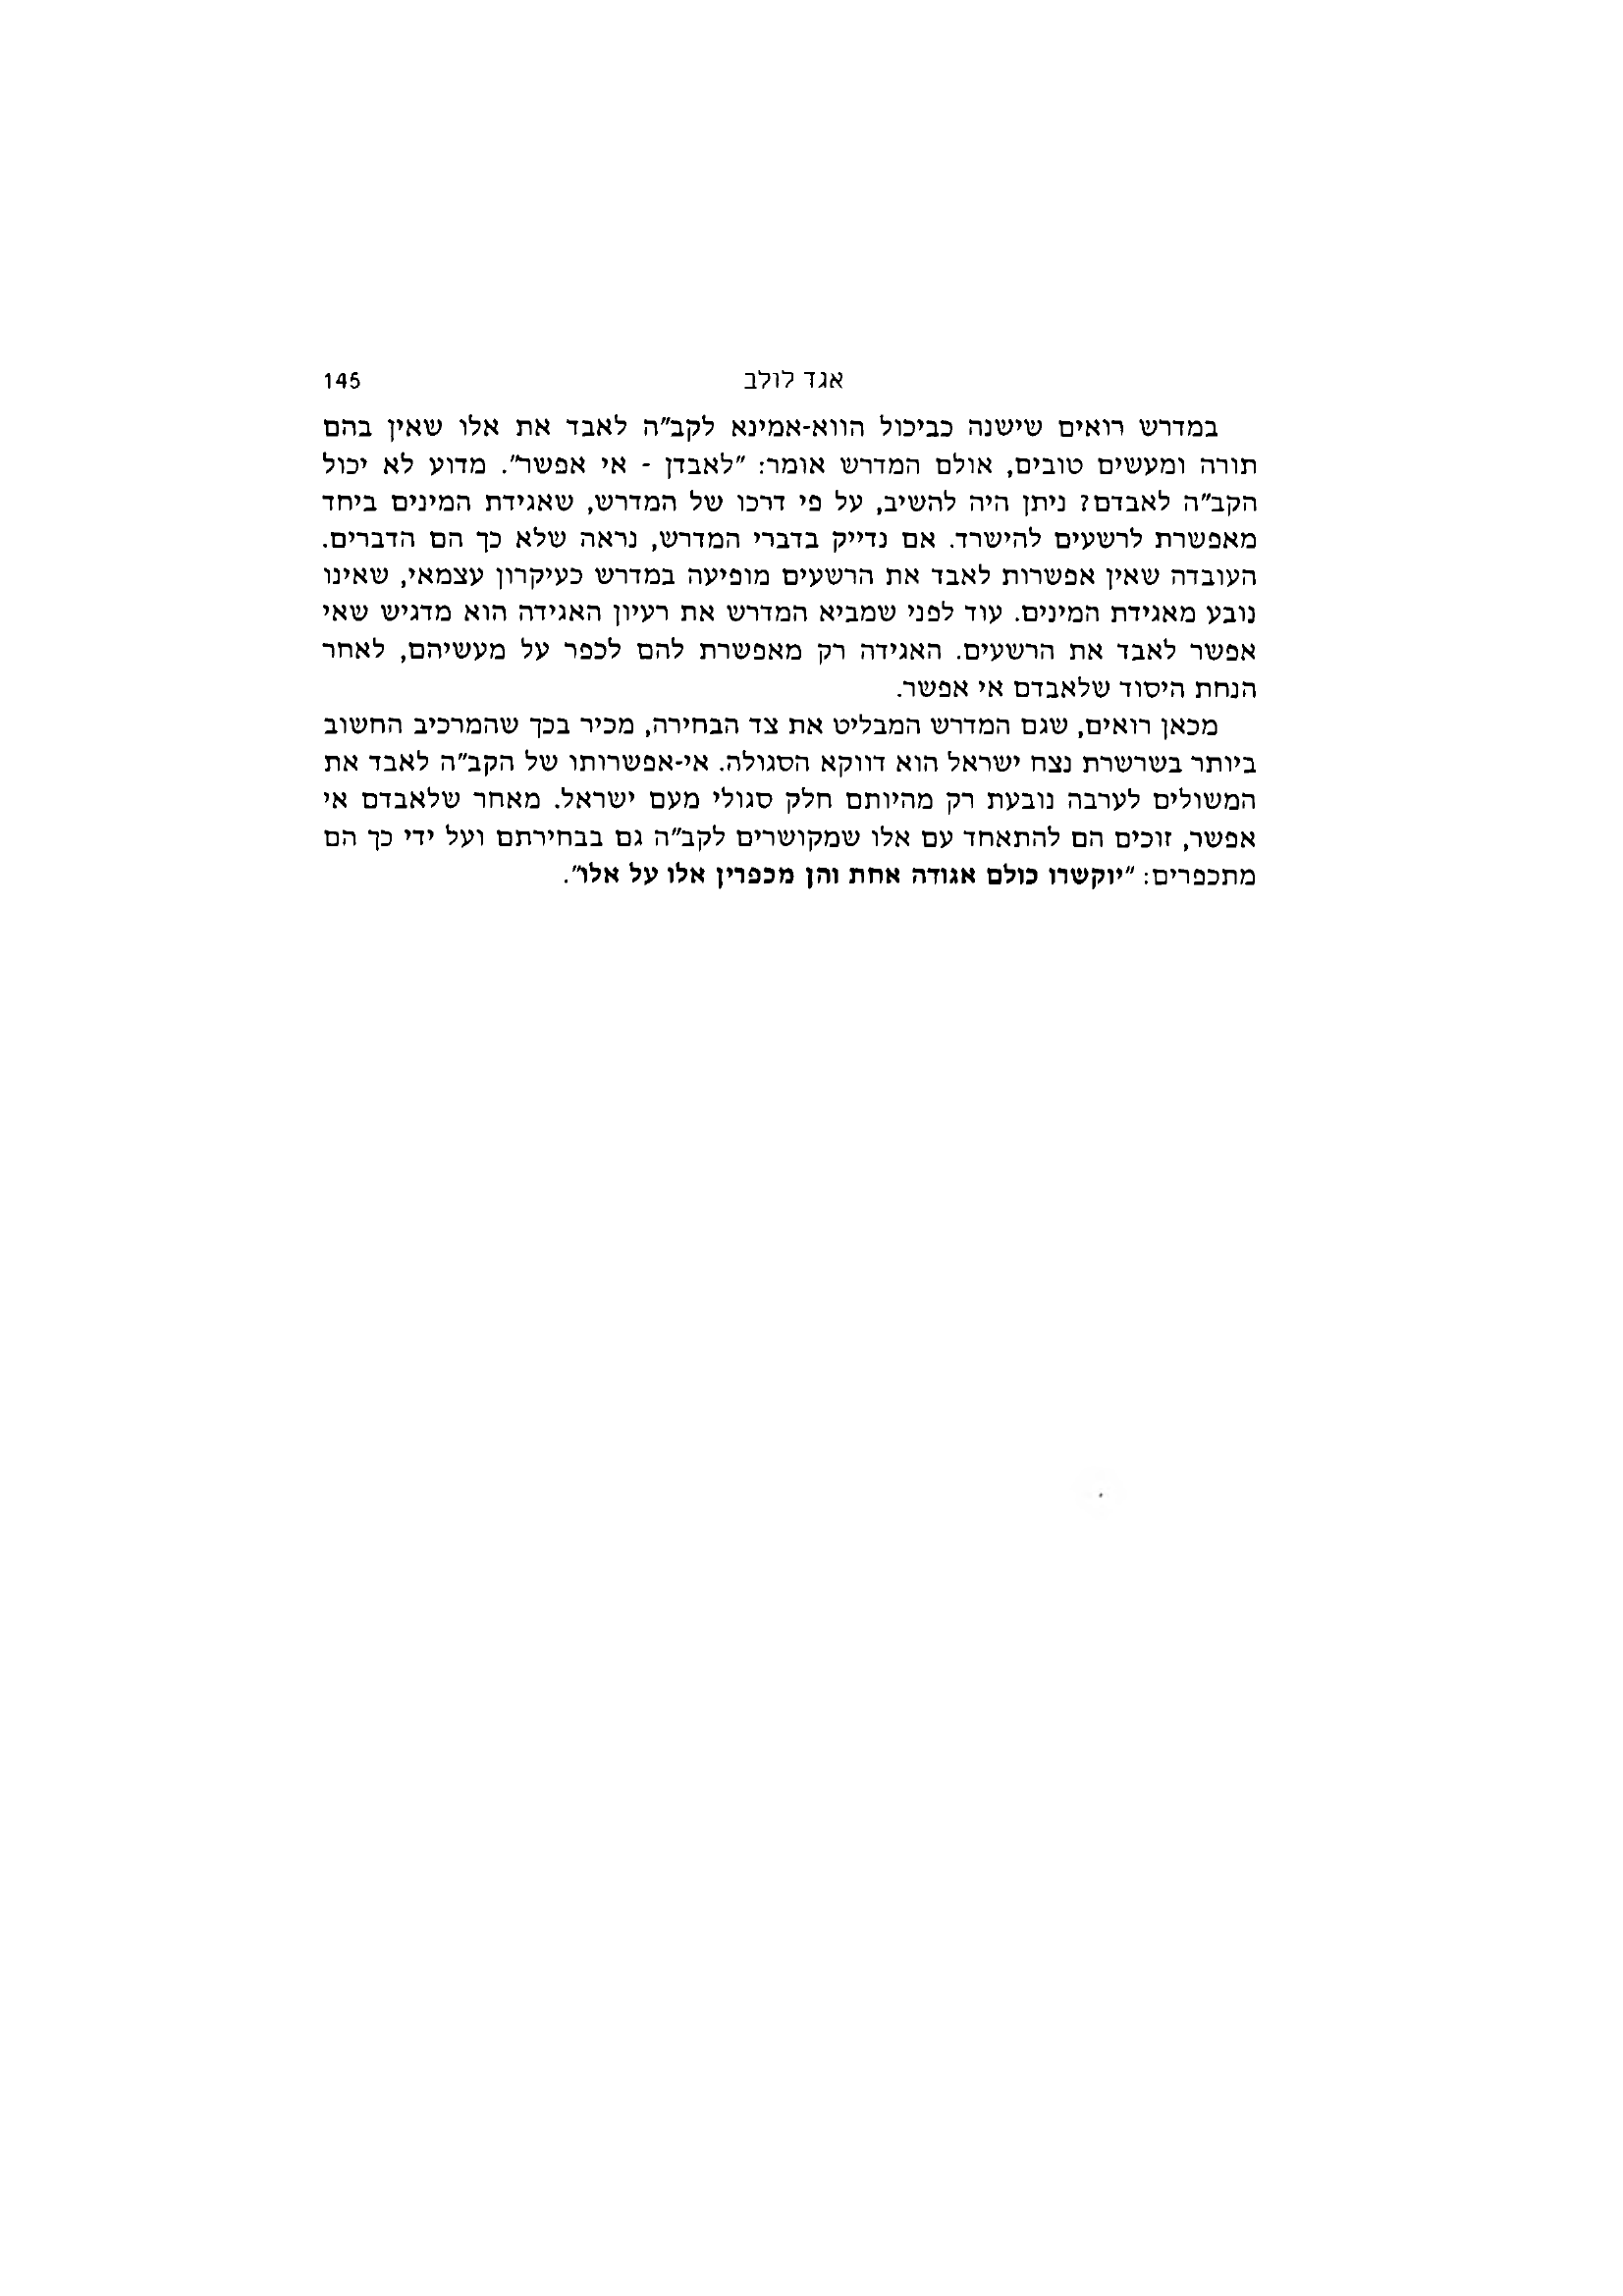 אגד לולב 145
במדרש רואים שישנה כביכול הווא-אמינא לקב"ה לאבד את אלו שאין בהם
תורה ומעשים טובים, אולם המדרש אומר: "לאבדן - אי אפשר". מדוע לא יכול
הקב"ה לאבדם? ניתן היה להשיב, על פי דרכו של המדרש, שאגידת המינים ביחד
מאפשרת לרשעים להישרד. אם נדייק בדברי המדרש, נראה שלא כך הם הדברים.
העובדה שאין אפשרות לאבד את הרשעים מופיעה במדרש כעיקרון עצמאי, שאינו
נובע מאגידת המינים. עוד לפני שמביא המדרש את רעיון האגידה הוא מדגיש שאי
אפשר לאבד את הרשעים. האגידה רק מאפשרת להם לכפר על מעשיהם, לאחר
הנחת היסוד שלאבדם אי אפשר.
מכאן רואים, שגם המדרש המבליט את צד הבחירה, מכיר בכך שהמרכיב החשוב
ביותר בשרשרת נצח ישראל הוא דווקא הסגולה. אי-אפשרותו של הקב"ה לאבד את
המשולים לערבה נובעת רק מהיותם חלק סגולי מעם ישראל. מאחר שלאבדם אי
אפשר, זוכים הם להתאחד עם אלו שמקושרים לקב"ה גם בבחירתם ועל ידי כך הם
מתכפרים: "יוקשרו כולם אגודה אחת והן מכפרין אלו על אלו".